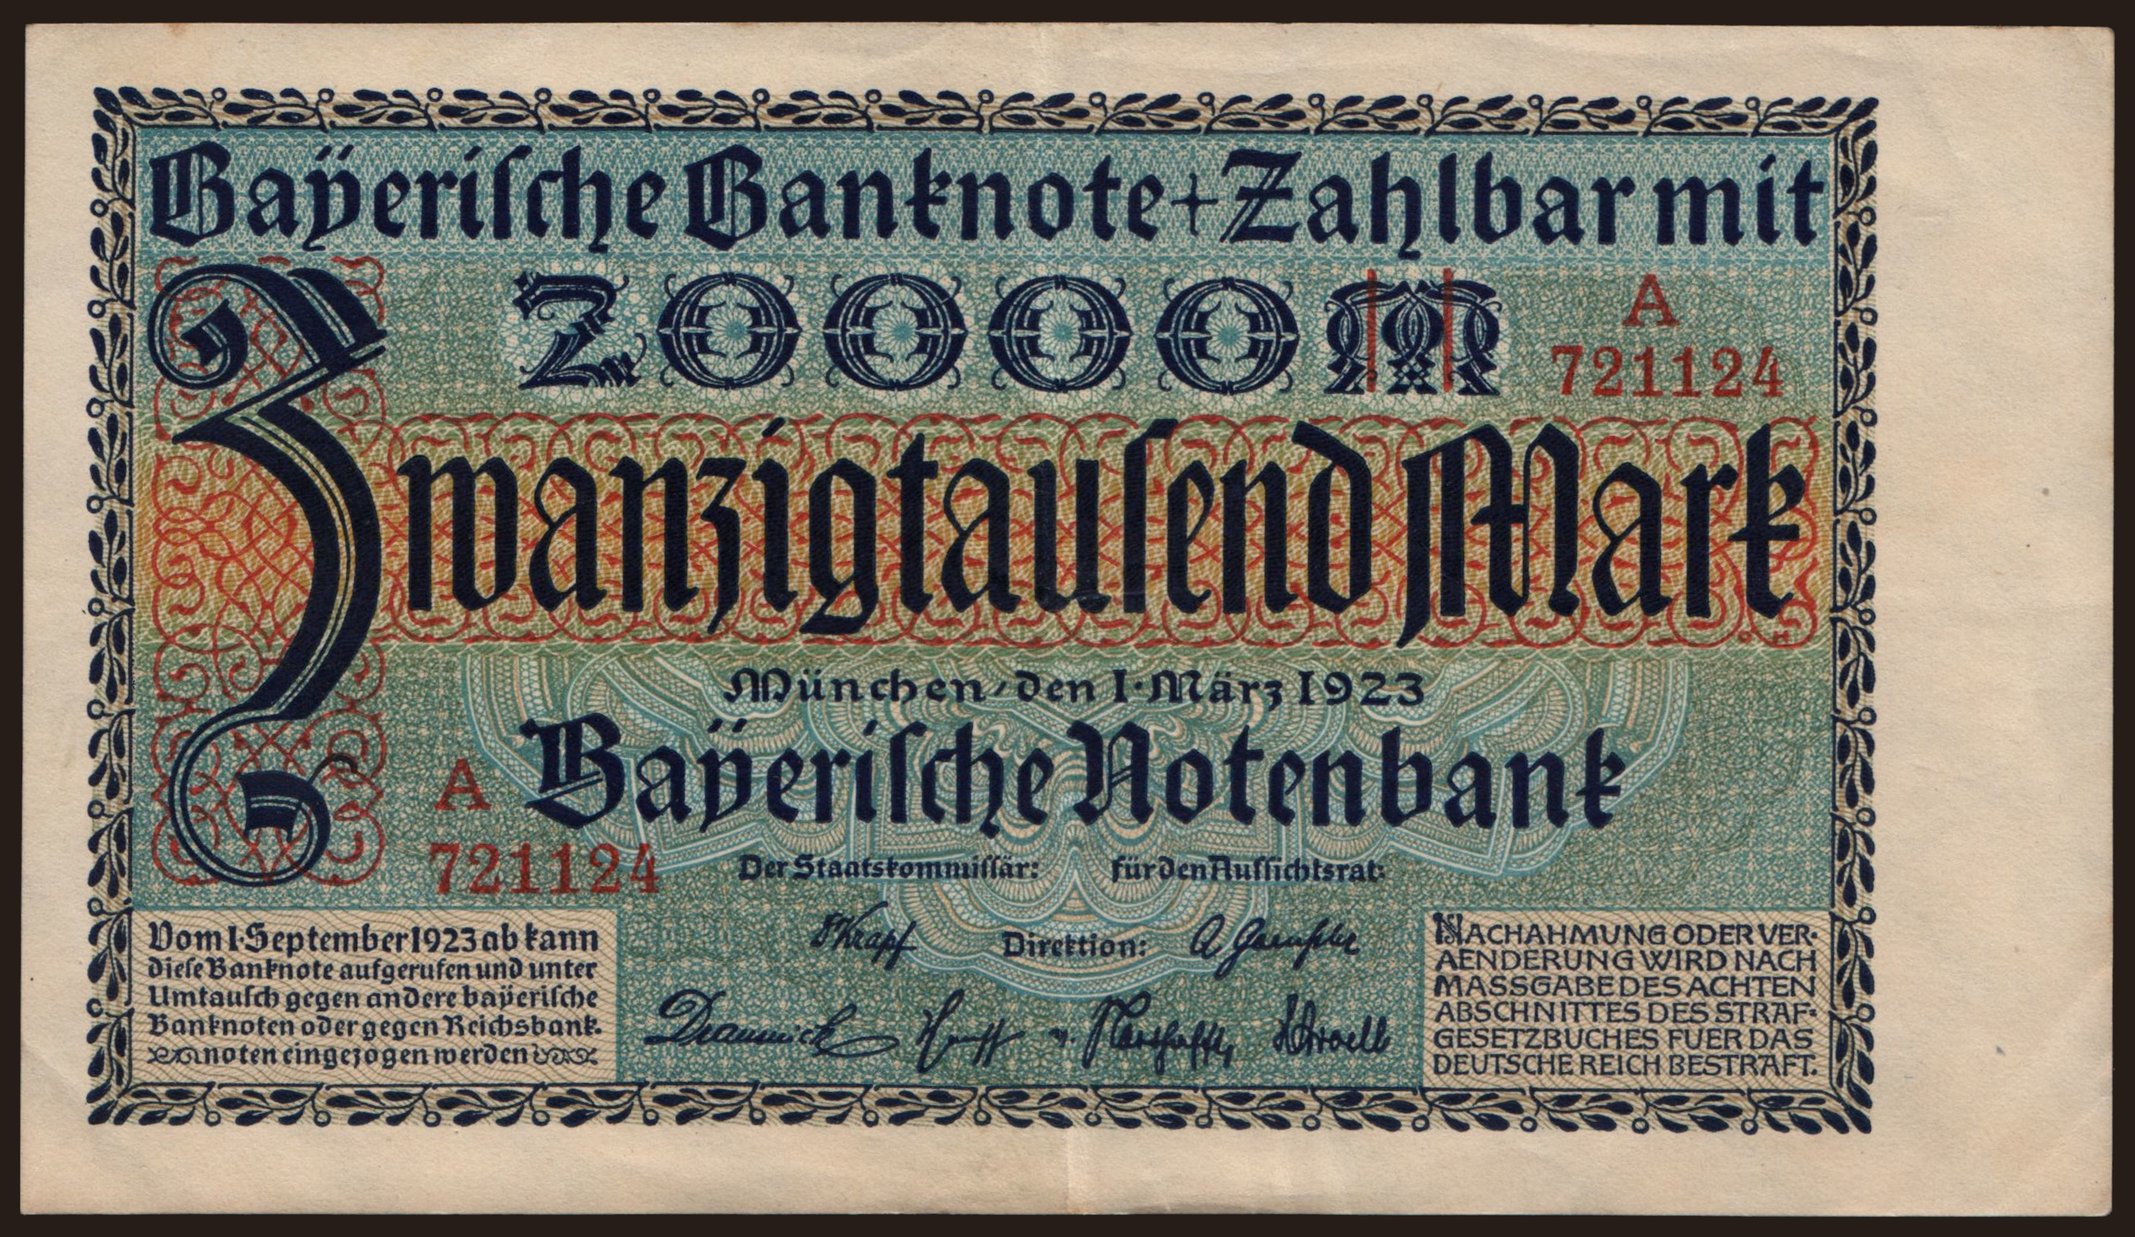 Bayerische Banknote + Zahlbar mit
20000 M
A
721124
Zwanzigtausend Mark
München, den 1. März 1923
Bayerische Notenbank
A
721124
Der Staatskommissär: für den Aufsichtsrat:
Krapf Direktion:
Vom 1. September 1923 ab kann
diese Banknote aufgerufen und unter
Umtausch gegen andere bayerische
Banknoten oder gegen Reichsbank-
noten eingezogen werden
NACHAHMUNG ODER VER-
AENDERUNG WIRD NACH
MASSGABE DES ACHTEN
ABSCHNITTES DES STRAF-
GESETZBUCHES FUER DAS
DEUTSCHE REICH BESTRAFT.